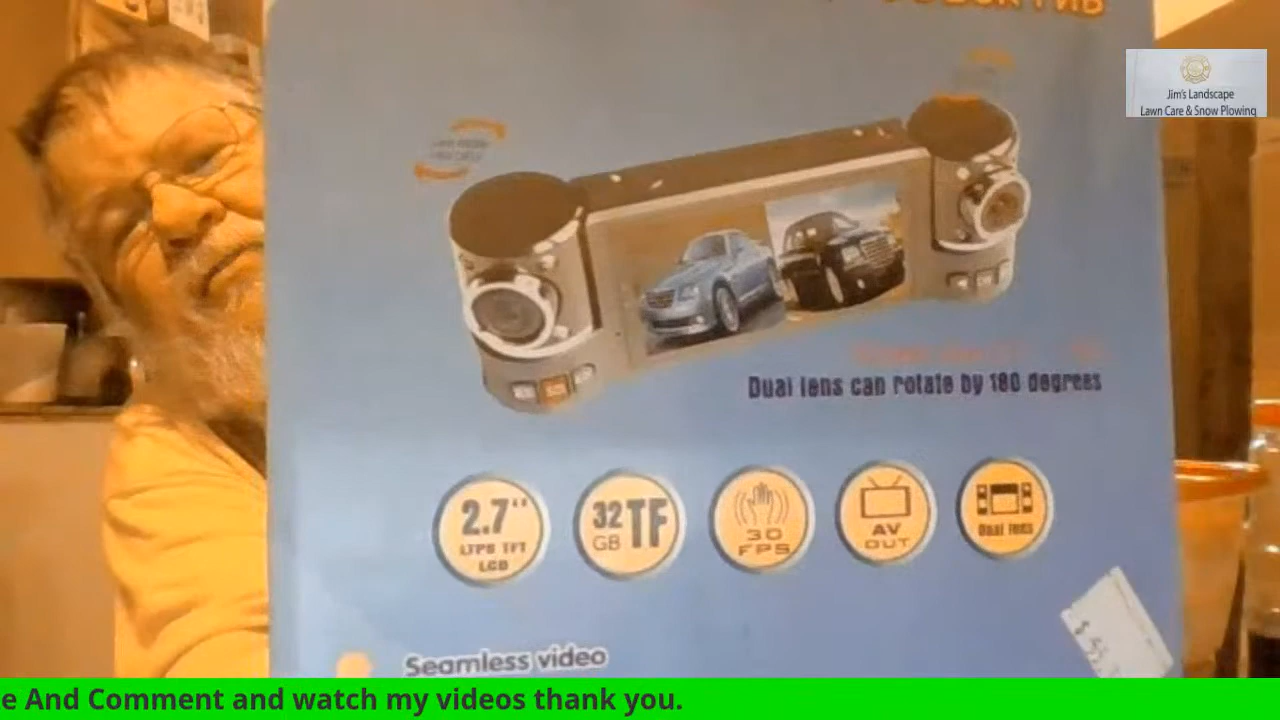 Jim's Landscape
Lawn Care & Snow Plowing
Dual lens can rotate by 180 degrees
2.7"
LTPS TFT
LCD
32
GB
TF
30
FPS
AV
OUT
Dual lens
Seamless video
e And Comment and watch my videos thank you.